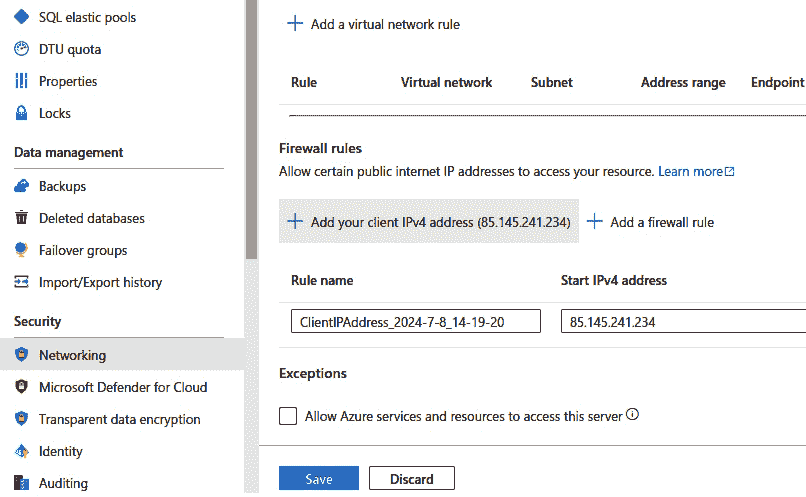 SQL elastic pools
DTU quota
Properties
Locks
Data management
Backups
Deleted databases
Failover groups
Import/Export history
Security
Networking
Microsoft Defender for Cloud
Transparent data encryption
Identity
Auditing
Add a virtual network rule
Rule Virtual network Subnet Address range Endpoint
Firewall rules
Allow certain public internet IP addresses to access your resource. Learn more
Add your client IPv4 address (85.145.241.234) Add a firewall rule
Rule name Start IPv4 address
ClientIPAddress_2024-7-8_14-19-20 85.145.241.234
Exceptions
Allow Azure services and resources to access this server
Save Discard